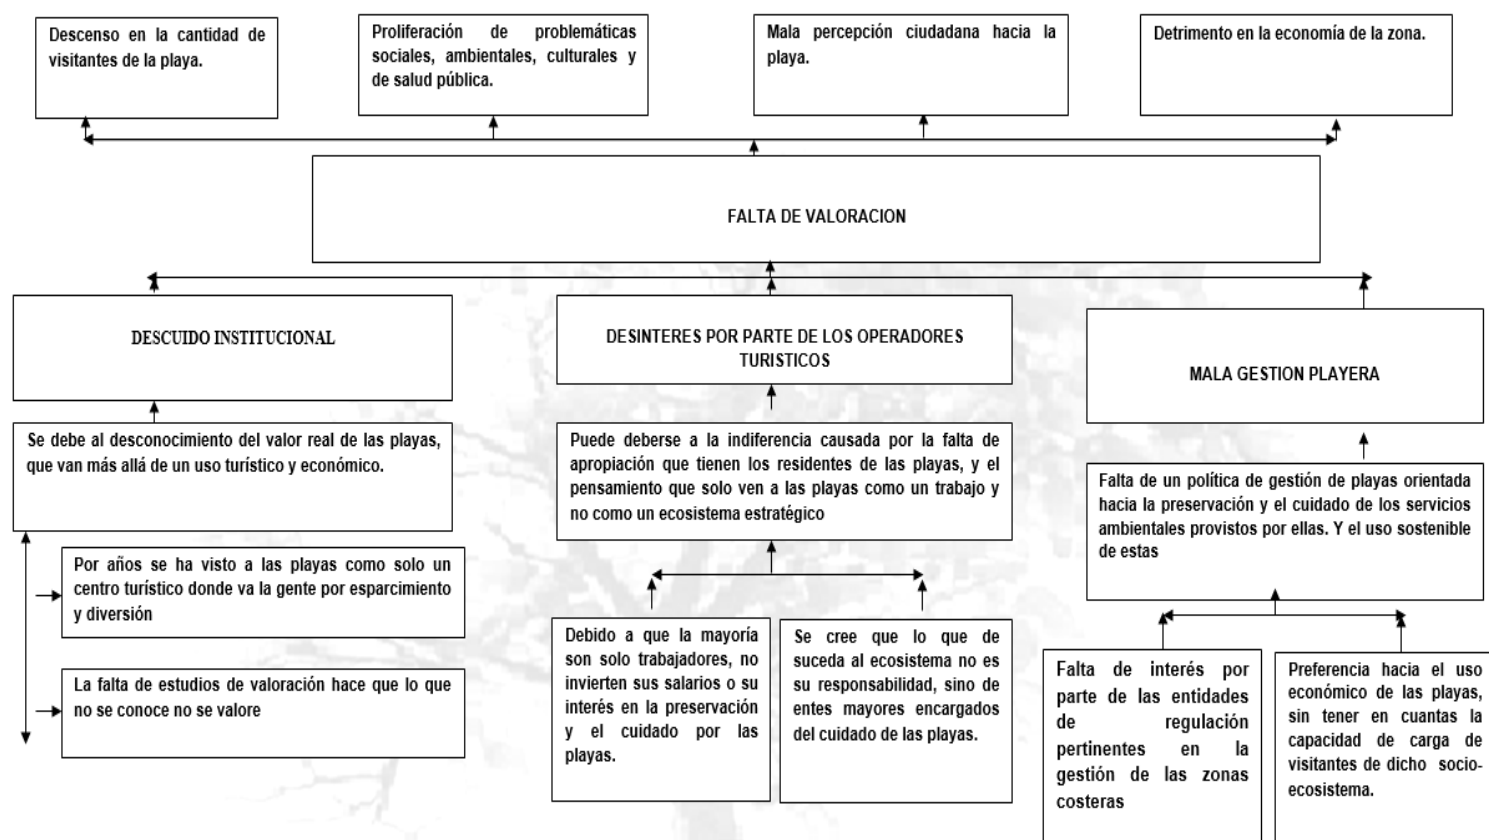 Descenso en la cantidad de
visitantes de la playa.
Proliferación de problemáticas
sociales, ambientales, culturales y
de salud pública.
Mala percepción ciudadana hacia la
playa.
Detrimento en la economía de la zona.
FALTA DE VALORACION
DESCUIDO INSTITUCIONAL
DESINTERES POR PARTE DE LOS OPERADORES
TURISTICOS
MALA GESTION PLAYERA
Se debe al desconocimiento del valor real de las playas,
que van más allá de un uso turístico y económico.
Puede deberse a la indiferencia causada por la falta de
apropiación que tienen los residentes de las playas, y el
pensamiento que solo ven a las playas como un trabajo y
no como un ecosistema estratégico
Falta de un política de gestión de playas orientada
hacia la preservación y el cuidado de los servicios
ambientales provistos por ellas. Y el uso sostenible
de estas
Por años se ha visto a las playas como solo un
centro turístico donde va la gente por esparcimiento
y diversión
La falta de estudios de valoración hace que lo que
no se conoce no se valore
Debido a que la mayoría
son solo trabajadores, no
invierten sus salarios o su
interés en la preservación
y el cuidado por las
playas.
Se cree que lo que de
suceda al ecosistema no es
su responsabilidad, sino de
entes mayores encargados
del cuidado de las playas.
Falta de interés por
parte de las entidades
de regulación
pertinentes en la
gestión de las zonas
costeras
Preferencia hacia el uso
económico de las playas,
sin tener en cuantas la
capacidad de carga de
visitantes de dicho socio-
ecosistema.